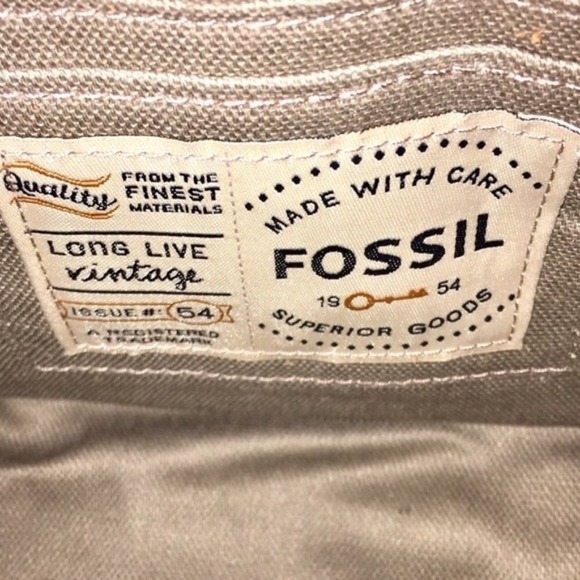 Quality
FROM THE
FINEST
MATERIALS
LONG LIVE
vintage
ISSUE #: 54
A REGISTERED
TRADEMARK
MADE WITH CARE
FOSSIL
19 54
SUPERIOR GOODS